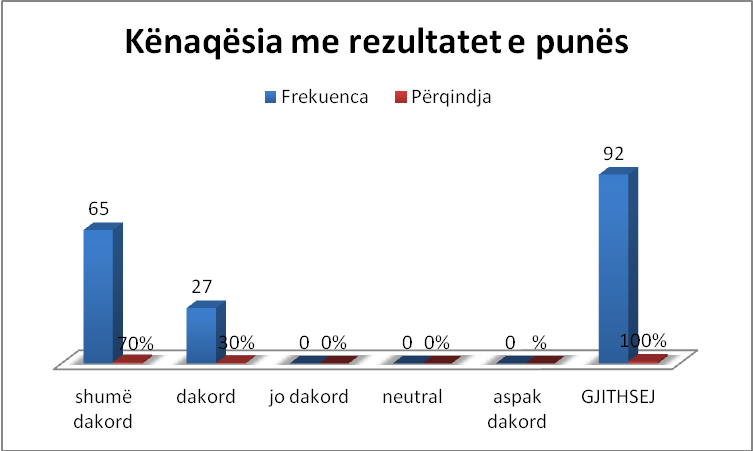 Kënaqësia me rezultatet e punës
Frekuenca Përqindja
65 70%
27 30%
0 0%
0 0%
0 %
92 100%
shumë
dakord
dakord
jo dakord
neutral
aspak
dakord
GJITHSEJ